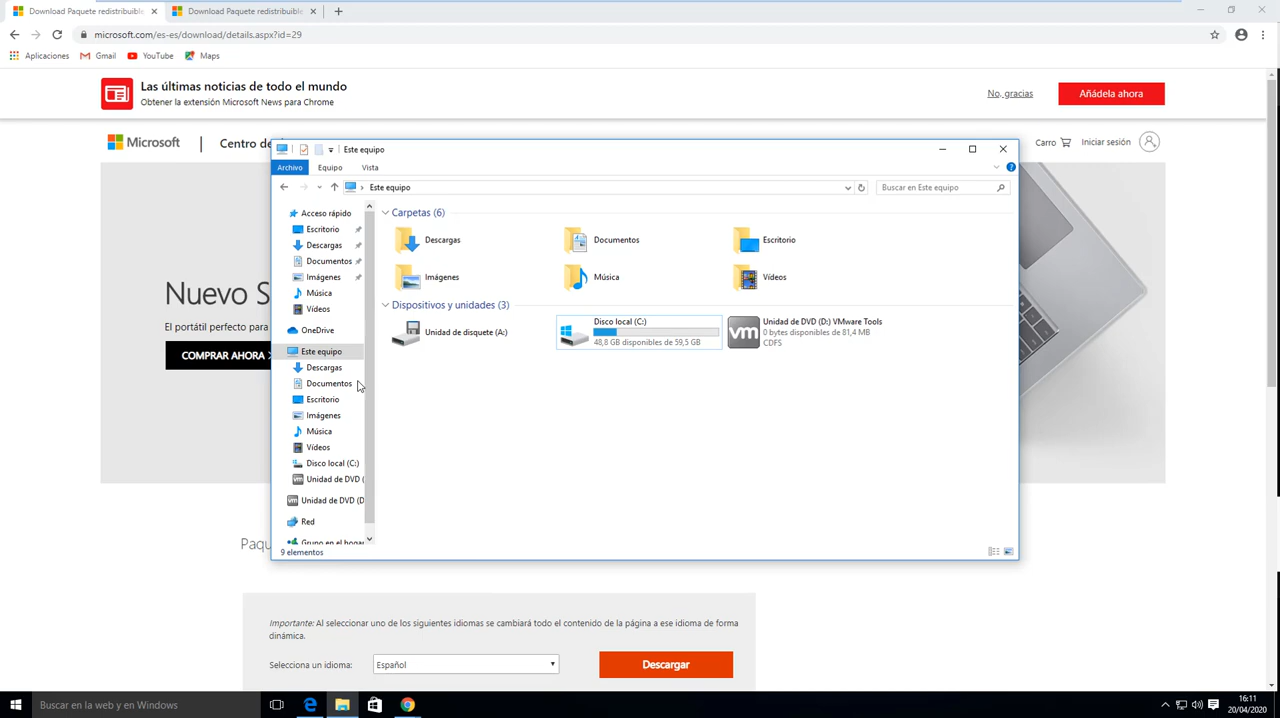 Download Paquete redistribuible
Download Paquete redistribuible
microsoft.com/es-es/download/details.aspx?id=29
Aplicaciones
Gmail
YouTube
Maps
Las últimas noticias de todo el mundo
Obtener la extensión Microsoft News para Chrome
No, gracias
Añádela ahora
Microsoft
Centro de
Carro
Iniciar sesión
Nuevo S
El portátil perfecto para
COMPRAR AHORA >
Este equipo
Archivo
Equipo
Vista
Este equipo
Buscar en Este equipo
Acceso rápido
Escritorio
Descargas
Documentos
Imágenes
Música
Vídeos
OneDrive
Este equipo
Descargas
Documentos
Escritorio
Imágenes
Música
Vídeos
Disco local (C:)
Unidad de DVD (
Unidad de DVD (D
Red
Grupo en el hogar
Carpetas (6)
Descargas
Documentos
Escritorio
Imágenes
Música
Vídeos
Dispositivos y unidades (3)
Unidad de disquete (A:)
Disco local (C:)
48,8 GB disponibles de 59,5 GB
vm
Unidad de DVD (D:) VMware Tools
0 bytes disponibles de 81,4 MB
CDFS
9 elementos
Paqu
Importante: Al seleccionar uno de los siguientes idiomas se cambiará todo el contenido de la página a ese idioma de forma
dinámica.
Selecciona un idioma:
Español
Descargar
Buscar en la web y en Windows
16:11
20/04/2020